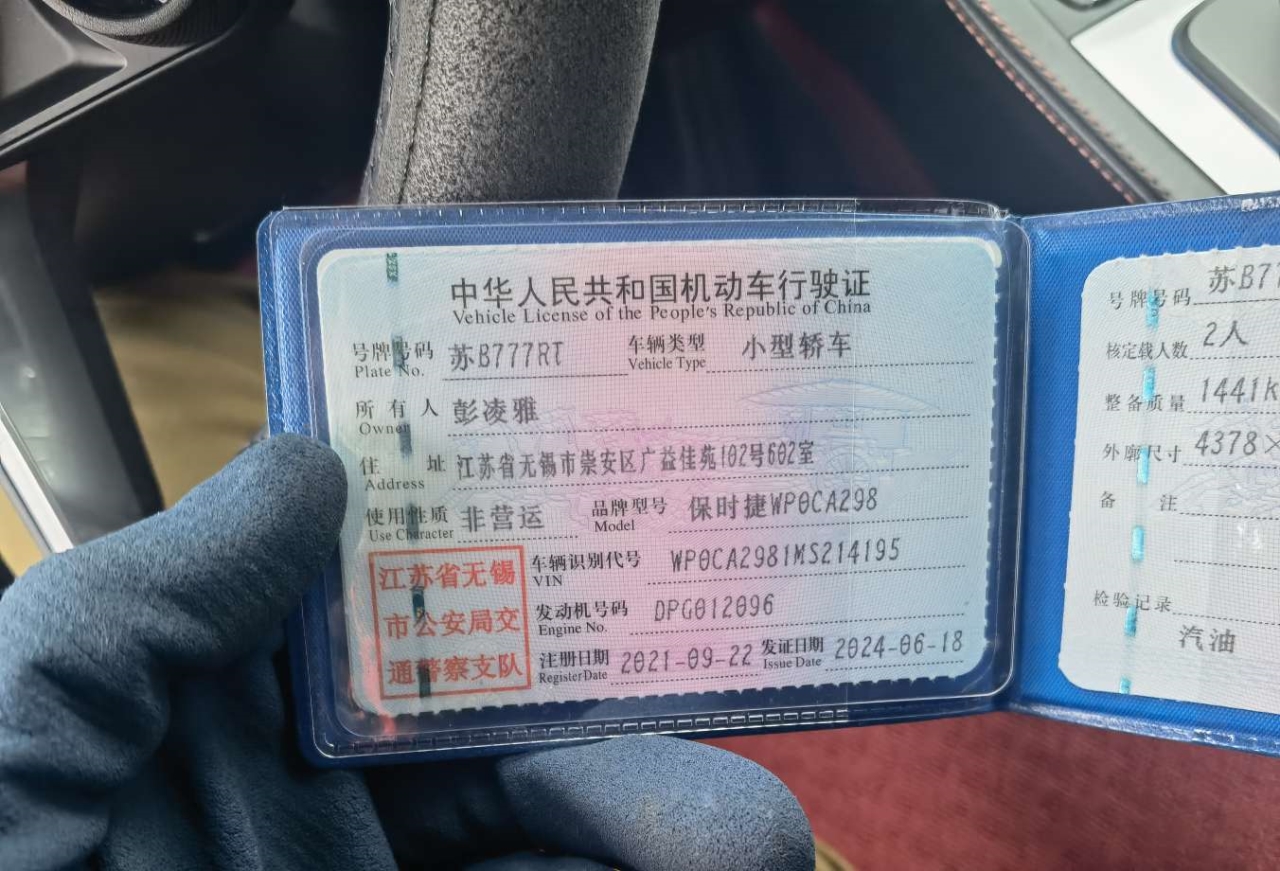 中华人民共和国机动车行驶证
Vehicle License of the People's Republic of China
号牌号码 苏B777RT 车辆类型 小型轿车
Plate No. Vehicle Type
所有人 彭凌雅
Owner
住址 江苏省无锡市崇安区广益佳苑102号602室
Address
使用性质 非营运 品牌型号 保时捷WP0CA298
Use Character Model
江苏省无锡
市公安局交
通警察支队
车辆识别代号 WP0CA2981MS214195
VIN
发动机号码 DPG012096
Engine No.
注册日期 2021-09-22 发证日期 2024-06-18
Register Date Issue Date
号牌号码 苏B77
核定载人数 2人
整备质量 1441k
外廓尺寸 4378×
备注
检验记录
汽油